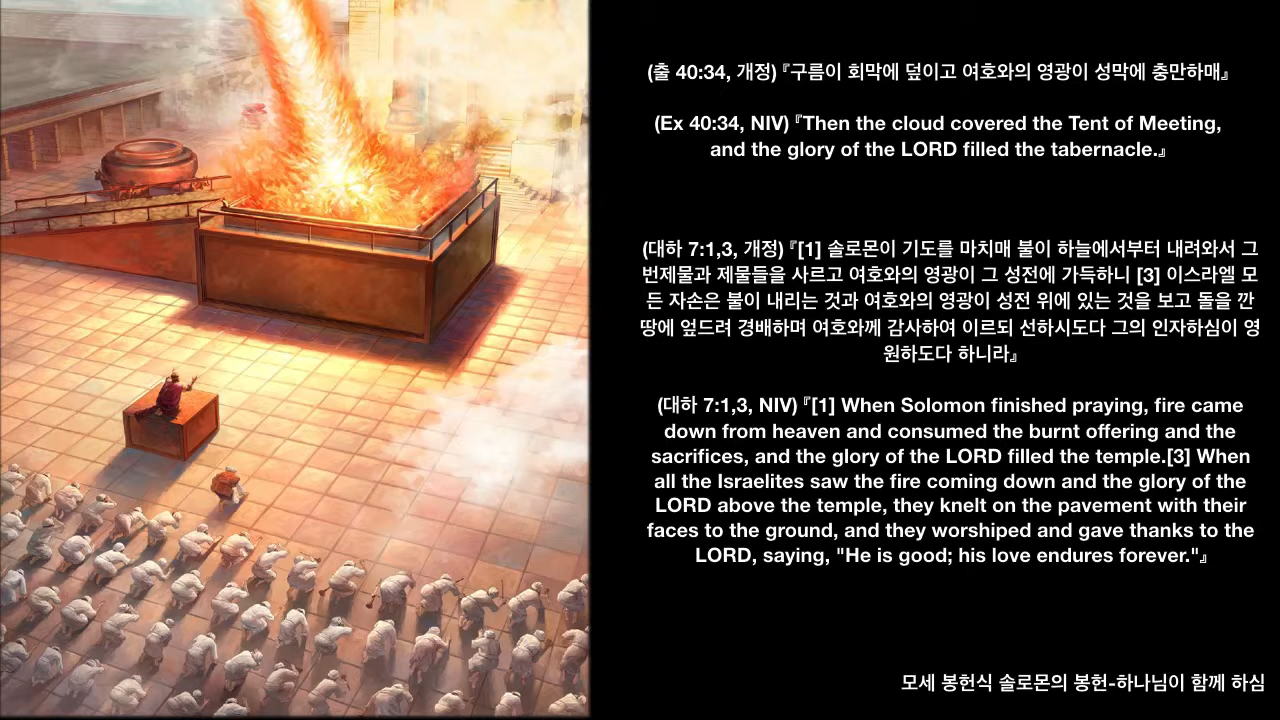 (출 40:34, 개정) 『구름이 회막에 덮이고 여호와의 영광이 성막에 충만하매』
(Ex 40:34, NIV) 『Then the cloud covered the Tent of Meeting,
and the glory of the LORD filled the tabernacle.』
(대하 7:1,3, 개정) 『[1] 솔로몬이 기도를 마치매 불이 하늘에서부터 내려와서 그
번제물과 제물들을 사르고 여호와의 영광이 그 성전에 가득하니 [3] 이스라엘 모
든 자손은 불이 내리는 것과 여호와의 영광이 성전 위에 있는 것을 보고 돌을 깐
땅에 엎드려 경배하며 여호와께 감사하여 이르되 선하시도다 그의 인자하심이 영
원하도다 하니라』
(대하 7:1,3, NIV) 『[1] When Solomon finished praying, fire came
down from heaven and consumed the burnt offering and the
sacrifices, and the glory of the LORD filled the temple.[3] When
all the Israelites saw the fire coming down and the glory of the
LORD above the temple, they knelt on the pavement with their
faces to the ground, and they worshiped and gave thanks to the
LORD, saying, "He is good; his love endures forever."』
모세 봉헌식 솔로몬의 봉헌-하나님이 함께 하심